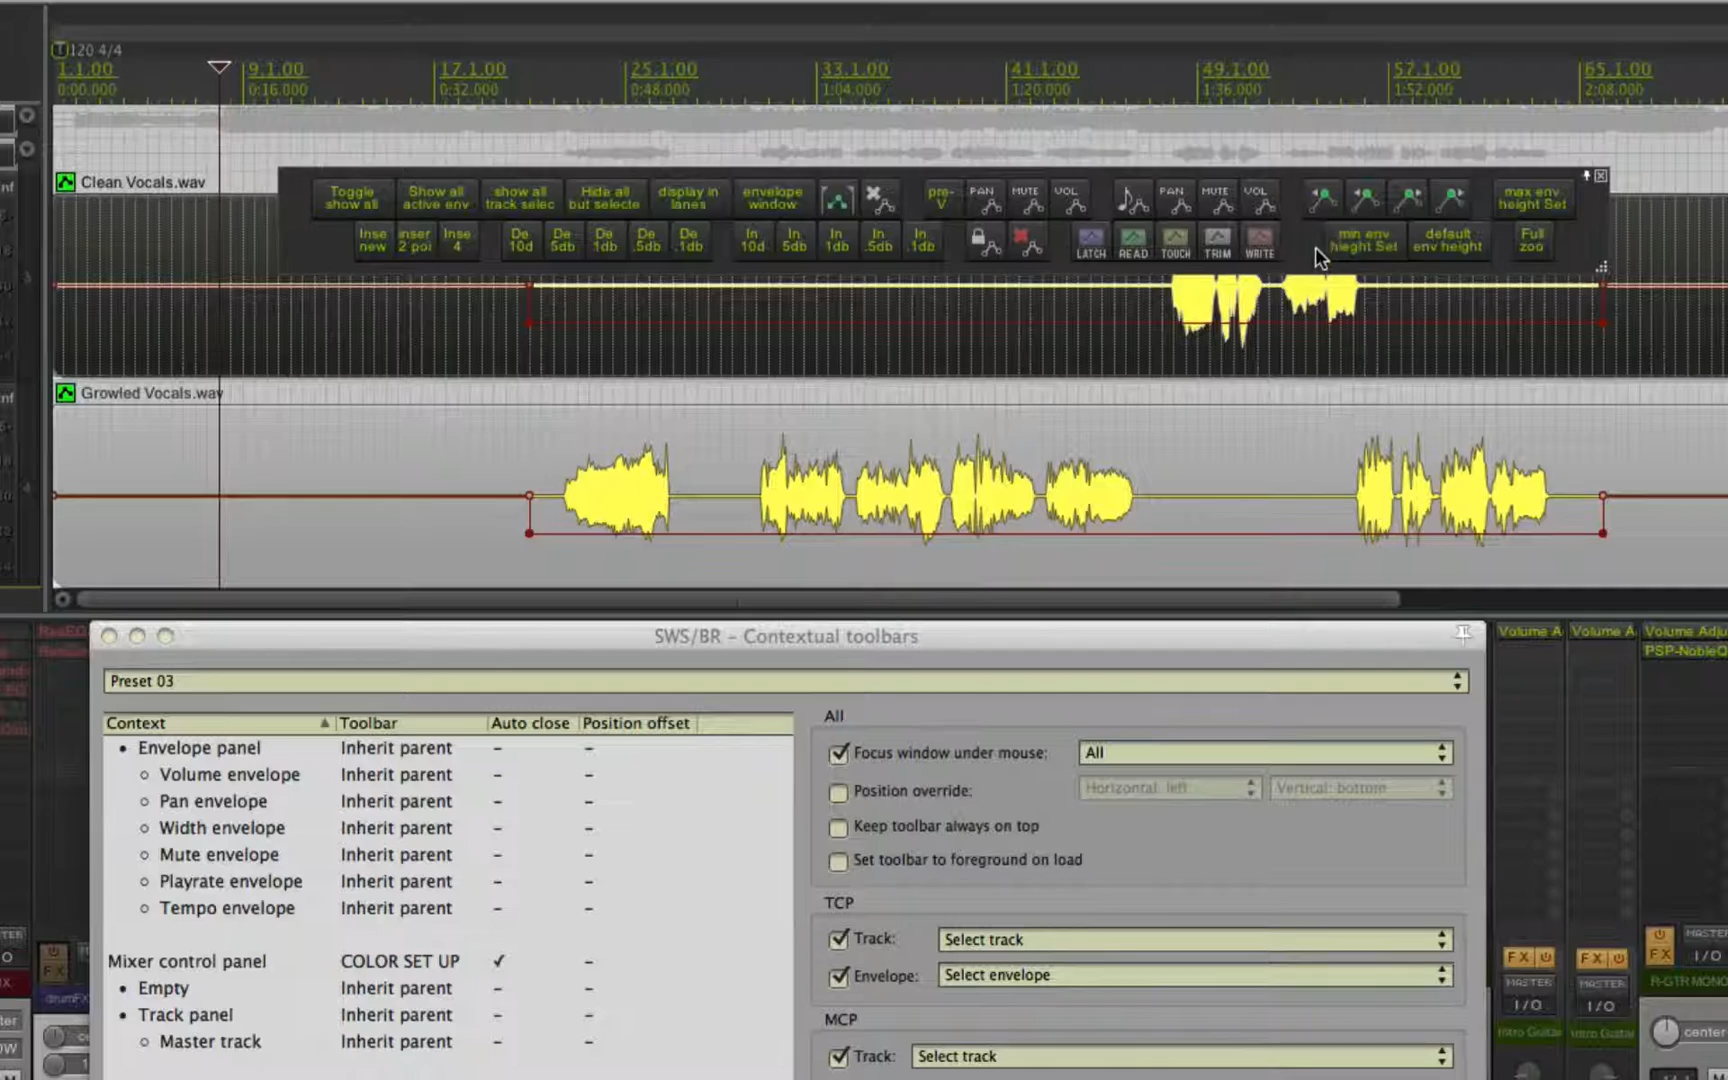 120 4/4
1.1.00 9.1.00 17.1.00 25.1.00 33.1.00 41.1.00 49.1.00 57.1.00 65.1.00
0:00.000 0:16.000 0:32.000 0:48.000 1:04.000 1:20.000 1:36.000 1:52.000 2:08.000
Clean Vocals.wav
Toggle show all
Show all active env
show all track selec
Hide all but selecte
display in lanes
envelope window
pre-V
PAN MUTE VOL
PAN MUTE VOL
max env height Set
Inse new
inser 2 poi
Inse 4
De 10d
De 5db
De 1db
De .5db
De .1db
In 10d
In 5db
In 1db
In .5db
In .1db
LATCH READ TOUCH TRIM WRITE
min env hieght Set
default env height
Full zoo
Growled Vocals.wav
SWS/BR - Contextual toolbars
Preset 03
Context Toolbar Auto close Position offset
Envelope panel Inherit parent - -
Volume envelope Inherit parent - -
Pan envelope Inherit parent - -
Width envelope Inherit parent - -
Mute envelope Inherit parent - -
Playrate envelope Inherit parent - -
Tempo envelope Inherit parent - -
Mixer control panel COLOR SET UP ✓ -
Empty Inherit parent - -
Track panel Inherit parent - -
Master track Inherit parent - -
All
Focus window under mouse: All
Position override: Horizontal: left Vertical: bottom
Keep toolbar always on top
Set toolbar to foreground on load
TCP
Track: Select track
Envelope: Select envelope
MCP
Track: Select track
Volume A Volume A Volume Adju
PSP-NobleQ
FX FX FX
MASTER MASTER MASTE
I/O I/O I/O
R-GTR MONO
Intro Guitar Intro Guitar
center
FX
drumFX